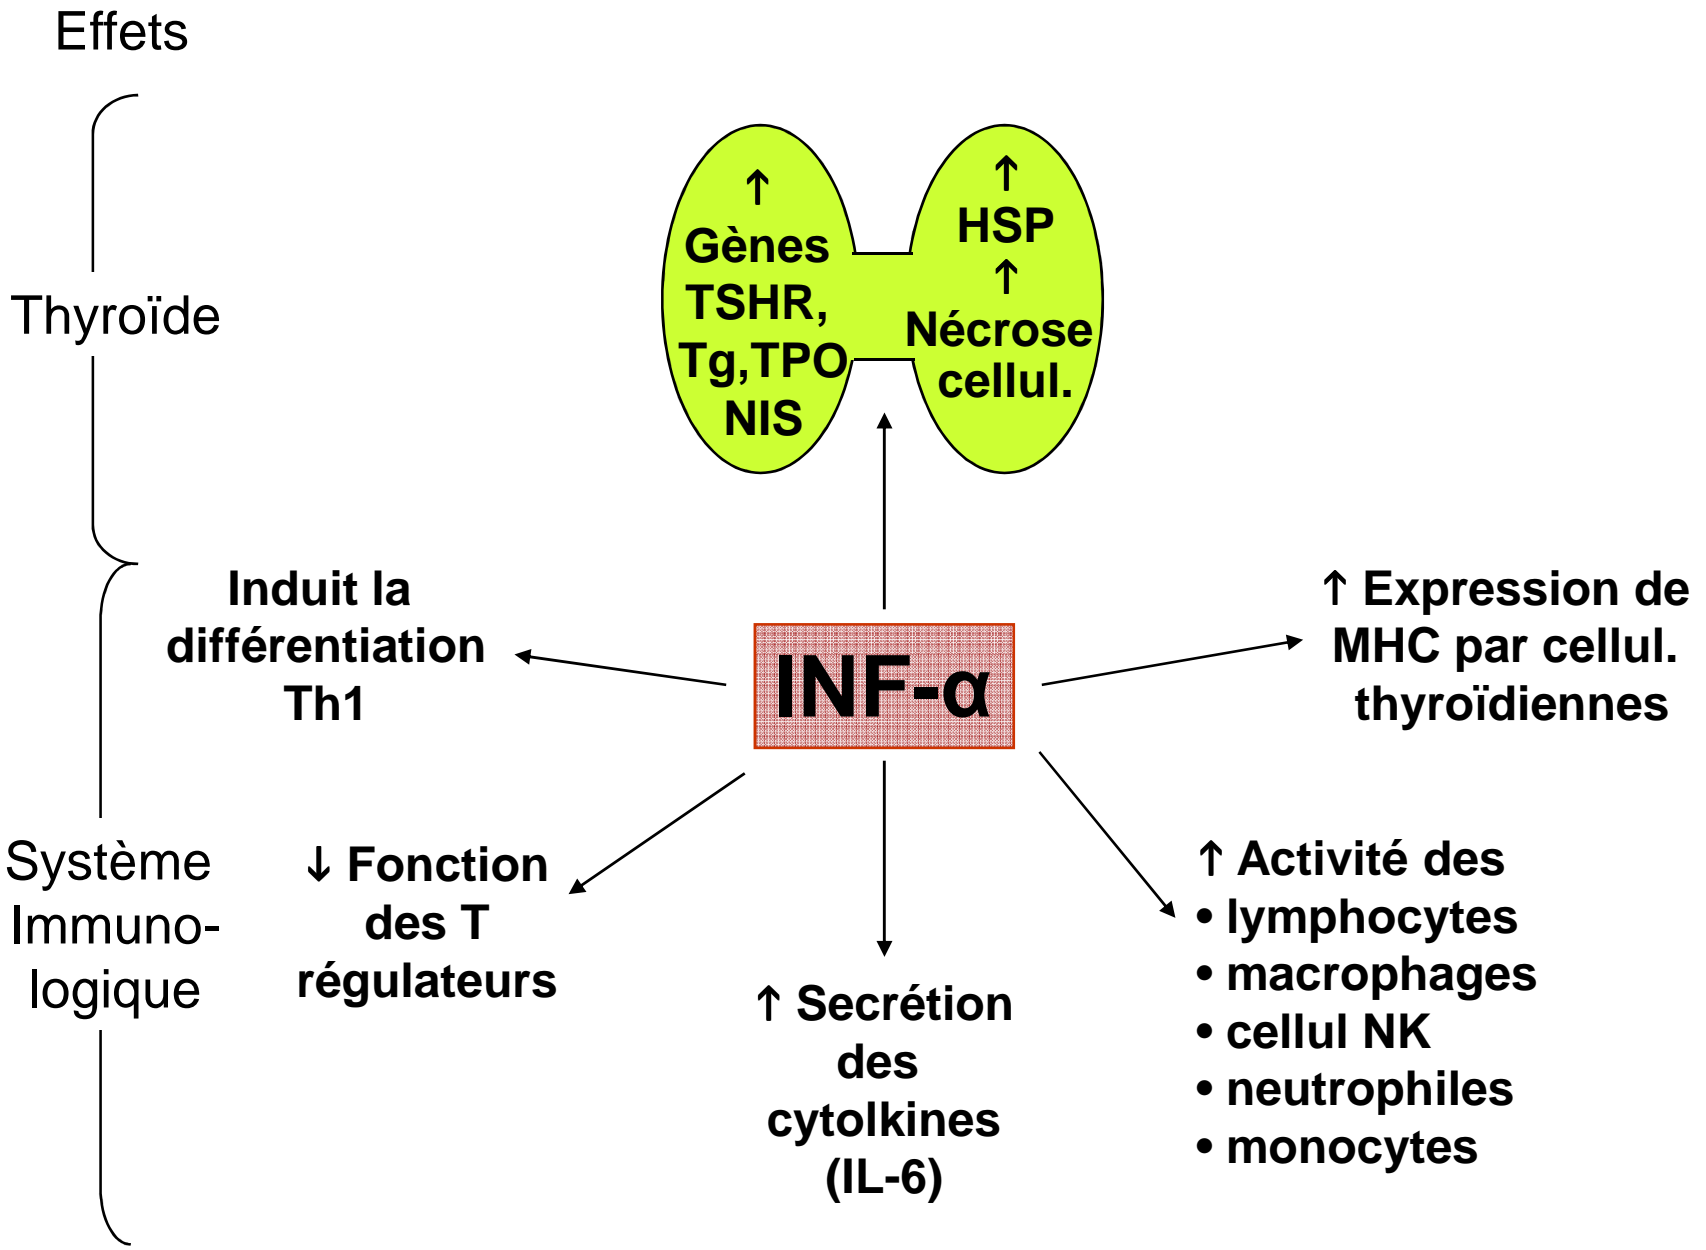 Effets
Thyroïde
Système
Immuno-
logique
↑
Gènes
TSHR,
Tg,TPO
NIS
↑
HSP
↑
Nécrose
cellul.
Induit la
différentiation
Th1
INF-α
↑ Expression de
MHC par cellul.
thyroïdiennes
↓ Fonction
des T
régulateurs
↑ Secrétion
des
cytolkines
(IL-6)
↑ Activité des
• lymphocytes
• macrophages
• cellul NK
• neutrophiles
• monocytes